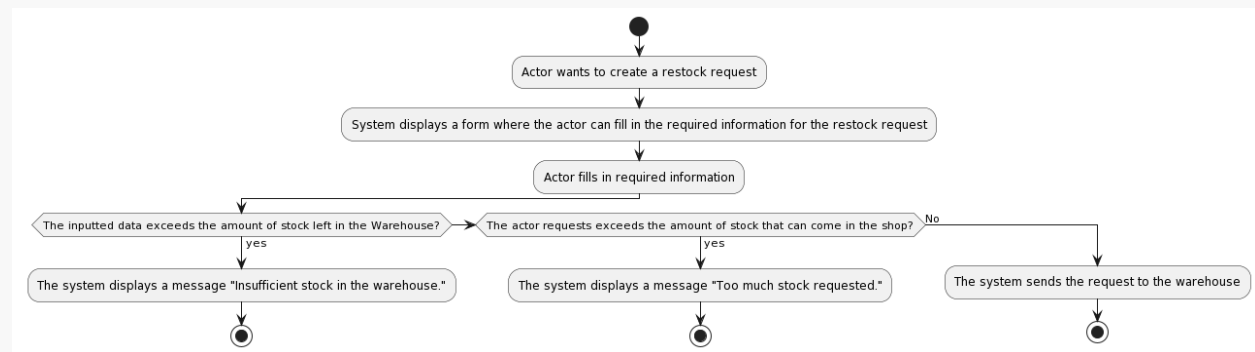 Actor wants to create a restock request
System displays a form where the actor can fill in the required information for the restock request
Actor fills in required information
The inputted data exceeds the amount of stock left in the Warehouse?
yes
The system displays a message "Insufficient stock in the warehouse."
The actor requests exceeds the amount of stock that can come in the shop?
yes
The system displays a message "Too much stock requested."
No
The system sends the request to the warehouse